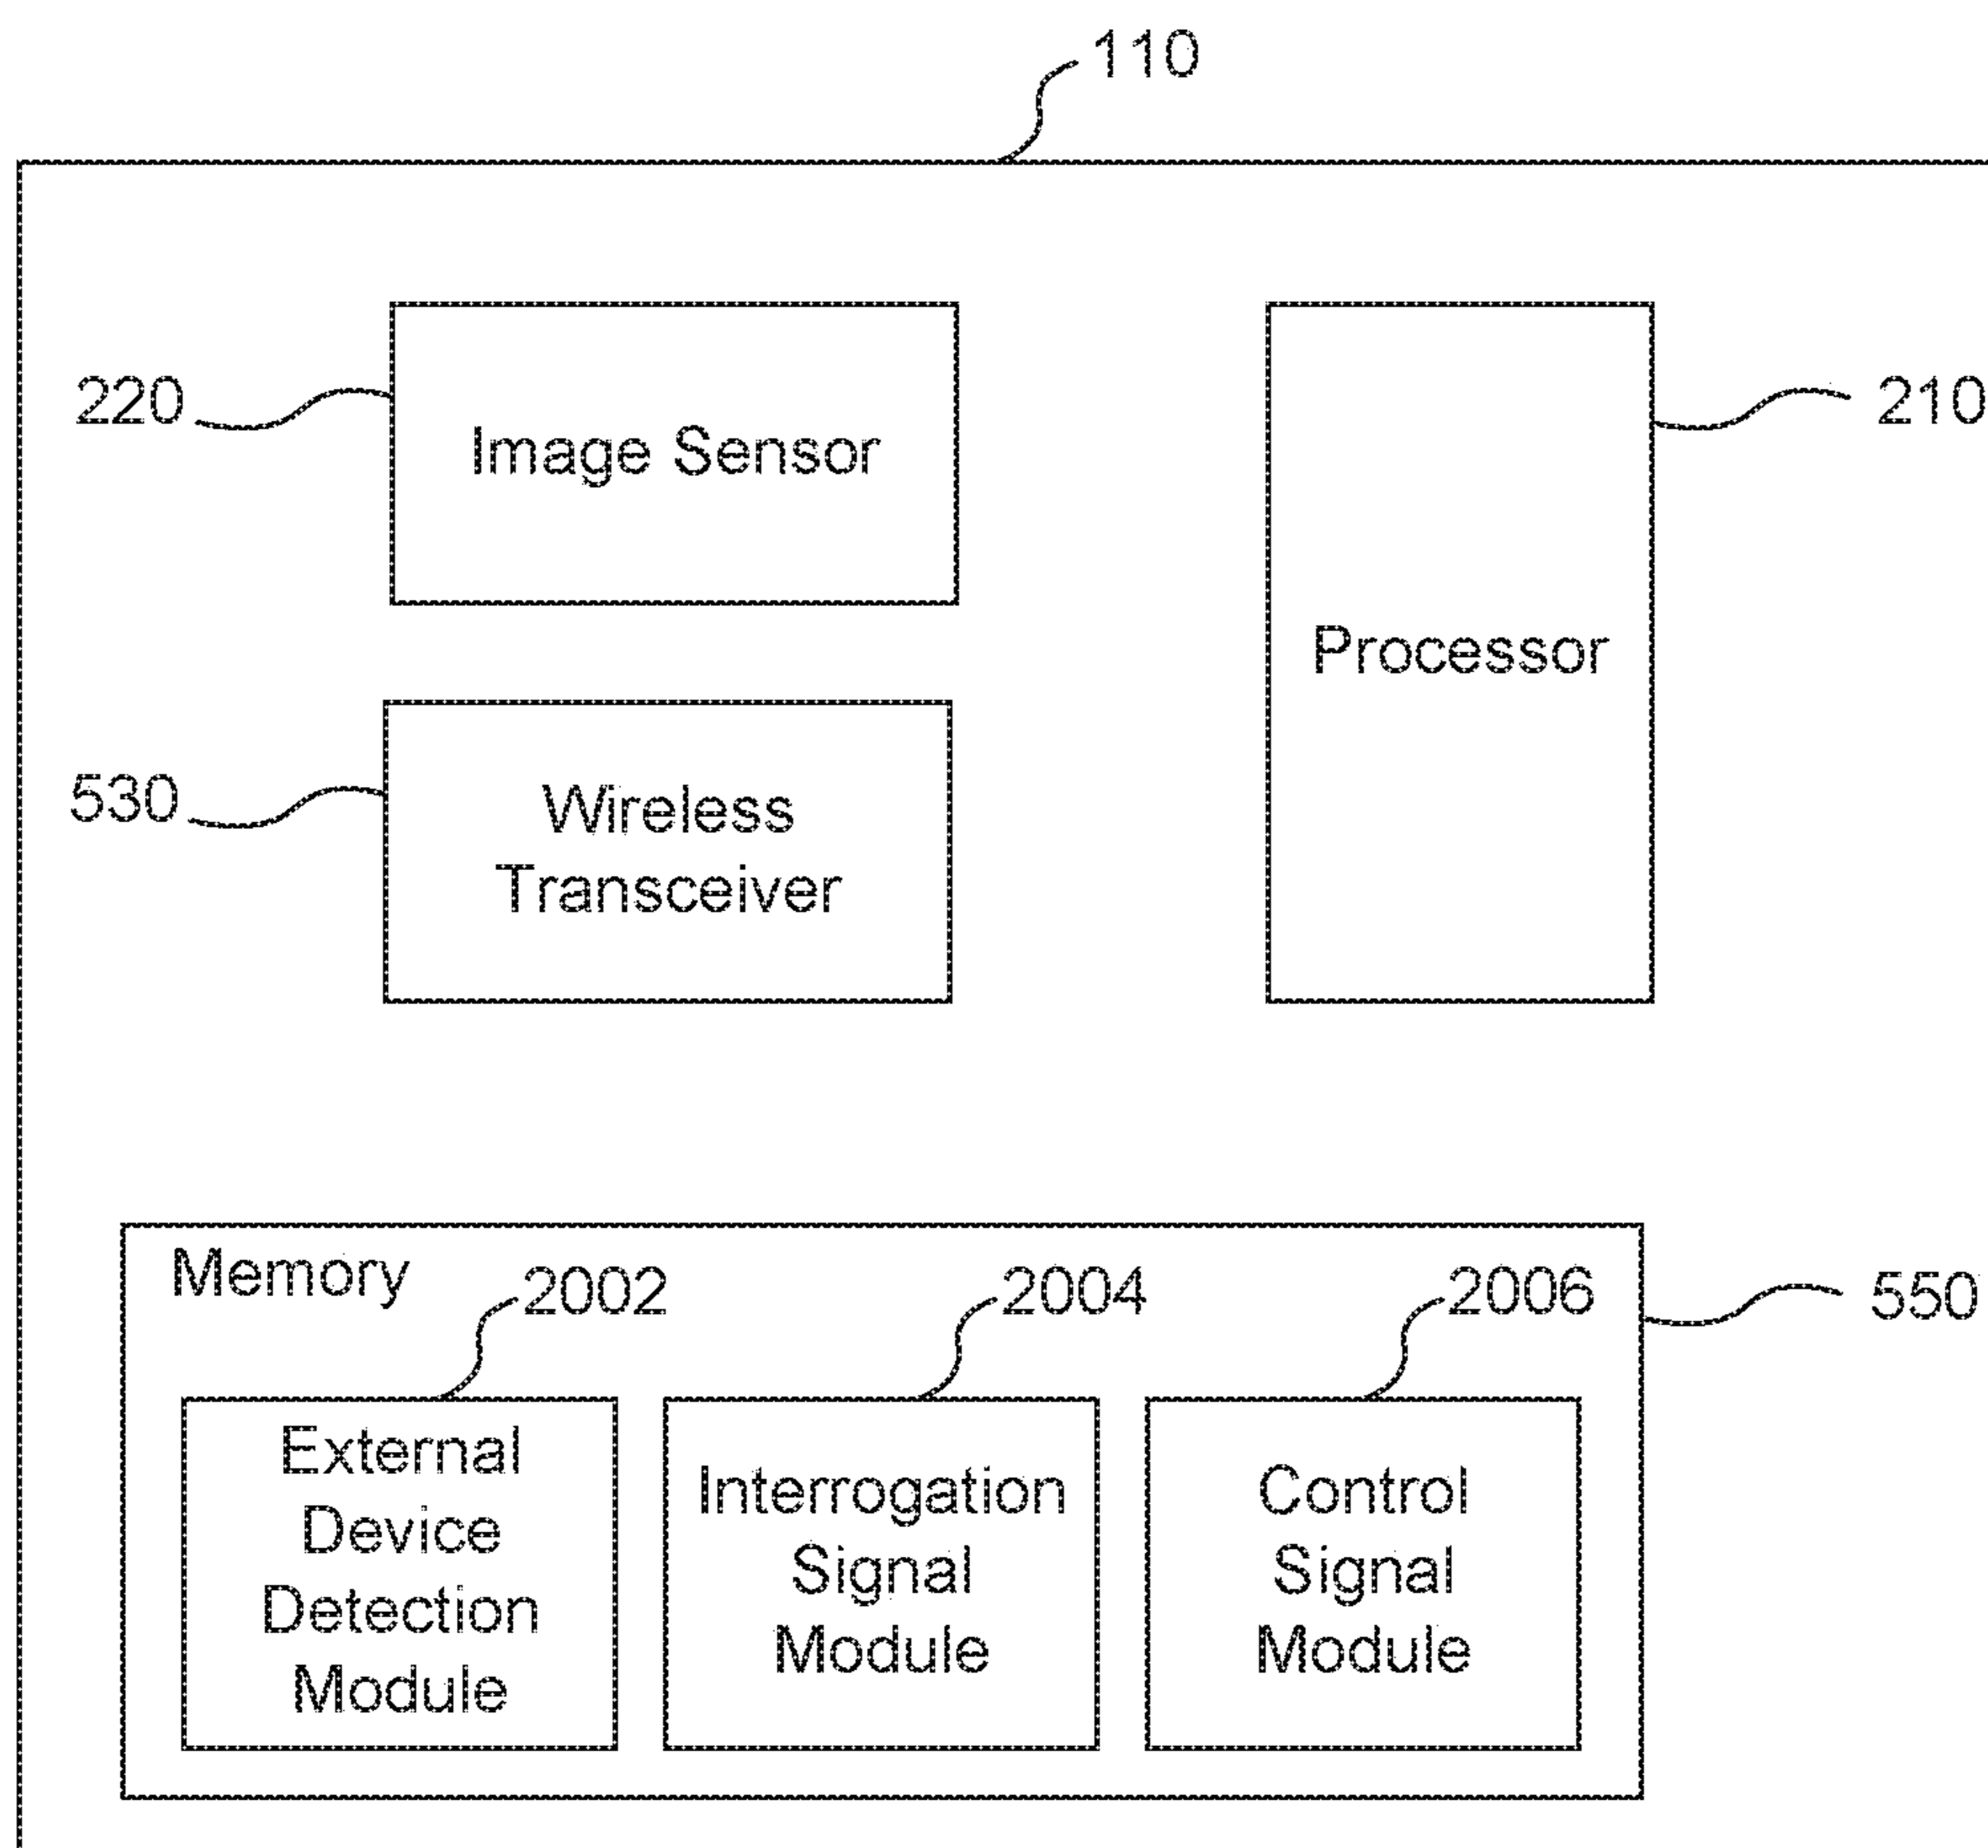 110
220
Image Sensor
210
Processor
530
Wireless
Transceiver
Memory
2002
2004
2006
550
External
Device
Detection
Module
Interrogation
Signal
Module
Control
Signal
Module